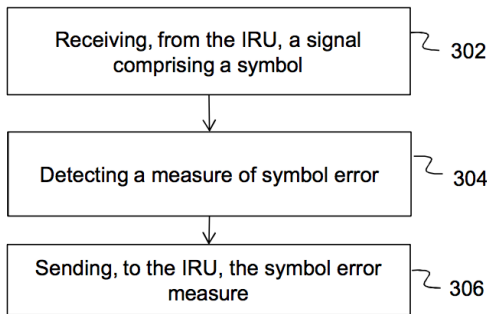 Receiving, from the IRU, a signal
comprising a symbol
302
Detecting a measure of symbol error
304
Sending, to the IRU, the symbol error
measure
306